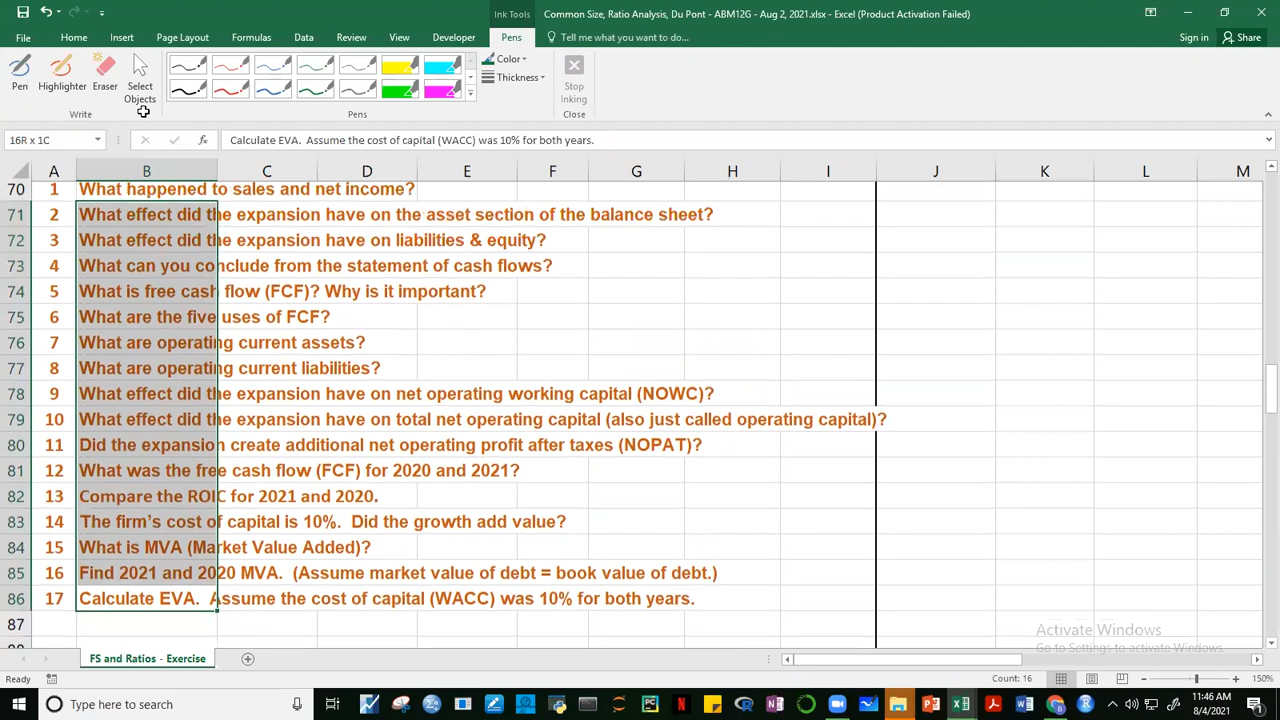 Ink Tools
Common Size, Ratio Analysis, Du Pont - ABM12G - Aug 2, 2021.xlsx - Excel (Product Activation Failed)
File Home Insert Page Layout Formulas Data Review View Developer Pens Tell me what you want to do... Sign in Share
Pen Highlighter Eraser Select Objects
Color
Thickness
Stop Inking
Write Pens Close
16R x 1C fx Calculate EVA.  Assume the cost of capital (WACC) was 10% for both years.
A B C D E F G H I J K L M
70 1 What happened to sales and net income?
71 2 What effect did the expansion have on the asset section of the balance sheet?
72 3 What effect did the expansion have on liabilities & equity?
73 4 What can you conclude from the statement of cash flows?
74 5 What is free cash flow (FCF)? Why is it important?
75 6 What are the five uses of FCF?
76 7 What are operating current assets?
77 8 What are operating current liabilities?
78 9 What effect did the expansion have on net operating working capital (NOWC)?
79 10 What effect did the expansion have on total net operating capital (also just called operating capital)?
80 11 Did the expansion create additional net operating profit after taxes (NOPAT)?
81 12 What was the free cash flow (FCF) for 2020 and 2021?
82 13 Compare the ROIC for 2021 and 2020.
83 14 The firm's cost of capital is 10%.  Did the growth add value?
84 15 What is MVA (Market Value Added)?
85 16 Find 2021 and 2020 MVA.  (Assume market value of debt = book value of debt.)
86 17 Calculate EVA.  Assume the cost of capital (WACC) was 10% for both years.
87
Activate Windows
Go to Settings to activate Windows.
FS and Ratios - Exercise
Ready Count: 16 150%
Type here to search
11:46 AM
8/4/2021